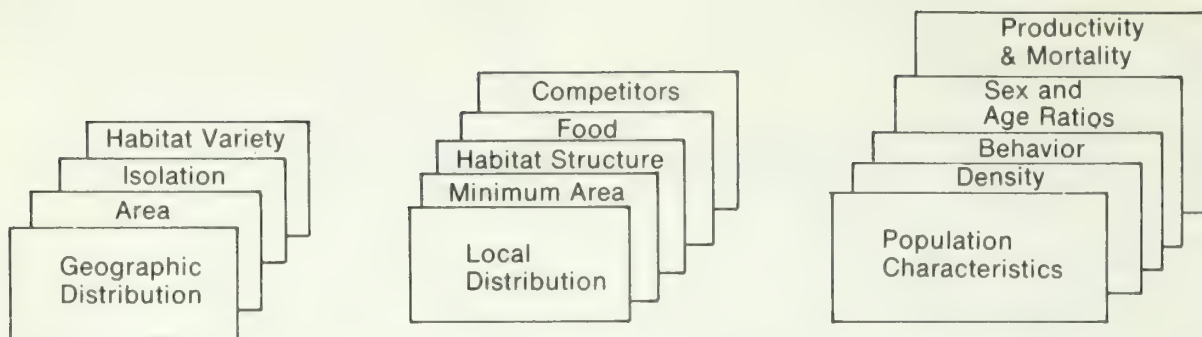 Habitat Variety
Isolation
Area
Geographic
Distribution
Competitors
Food
Habitat Structure
Minimum Area
Local
Distribution
Productivity
& Mortality
Sex and
Age Ratios
Behavior
Density
Population
Characteristics